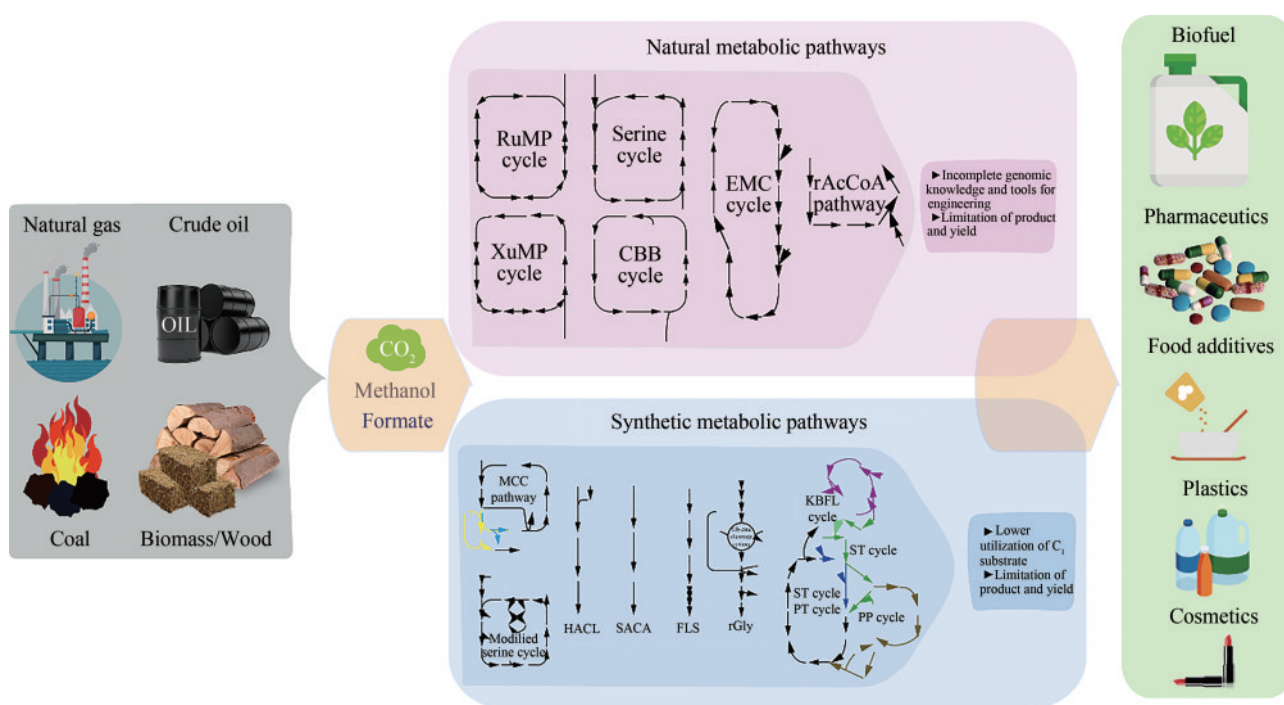 Natural gas
Crude oil
OIL
Coal
Biomass/Wood
CO₂
Methanol
Formate
Natural metabolic pathways
RuMP
cycle
Serine
cycle
XuMP
cycle
CBB
cycle
EMC
cycle
rAcCoA
pathway
►Incomplete genomic
knowledge and tools for
engineering
►Limitation of product
and yield
Synthetic metabolic pathways
MCC
pathway
Modilied
serine cycle
HACL
SACA
FLS
rGly
KBFL
cycle
ST cycle
ST cycle
PT cycle
PP cycle
►Lower
utilization of C₁
substrate
►Limitation of
product and yield
Biofuel
Pharmaceutics
Food additives
Plastics
Cosmetics